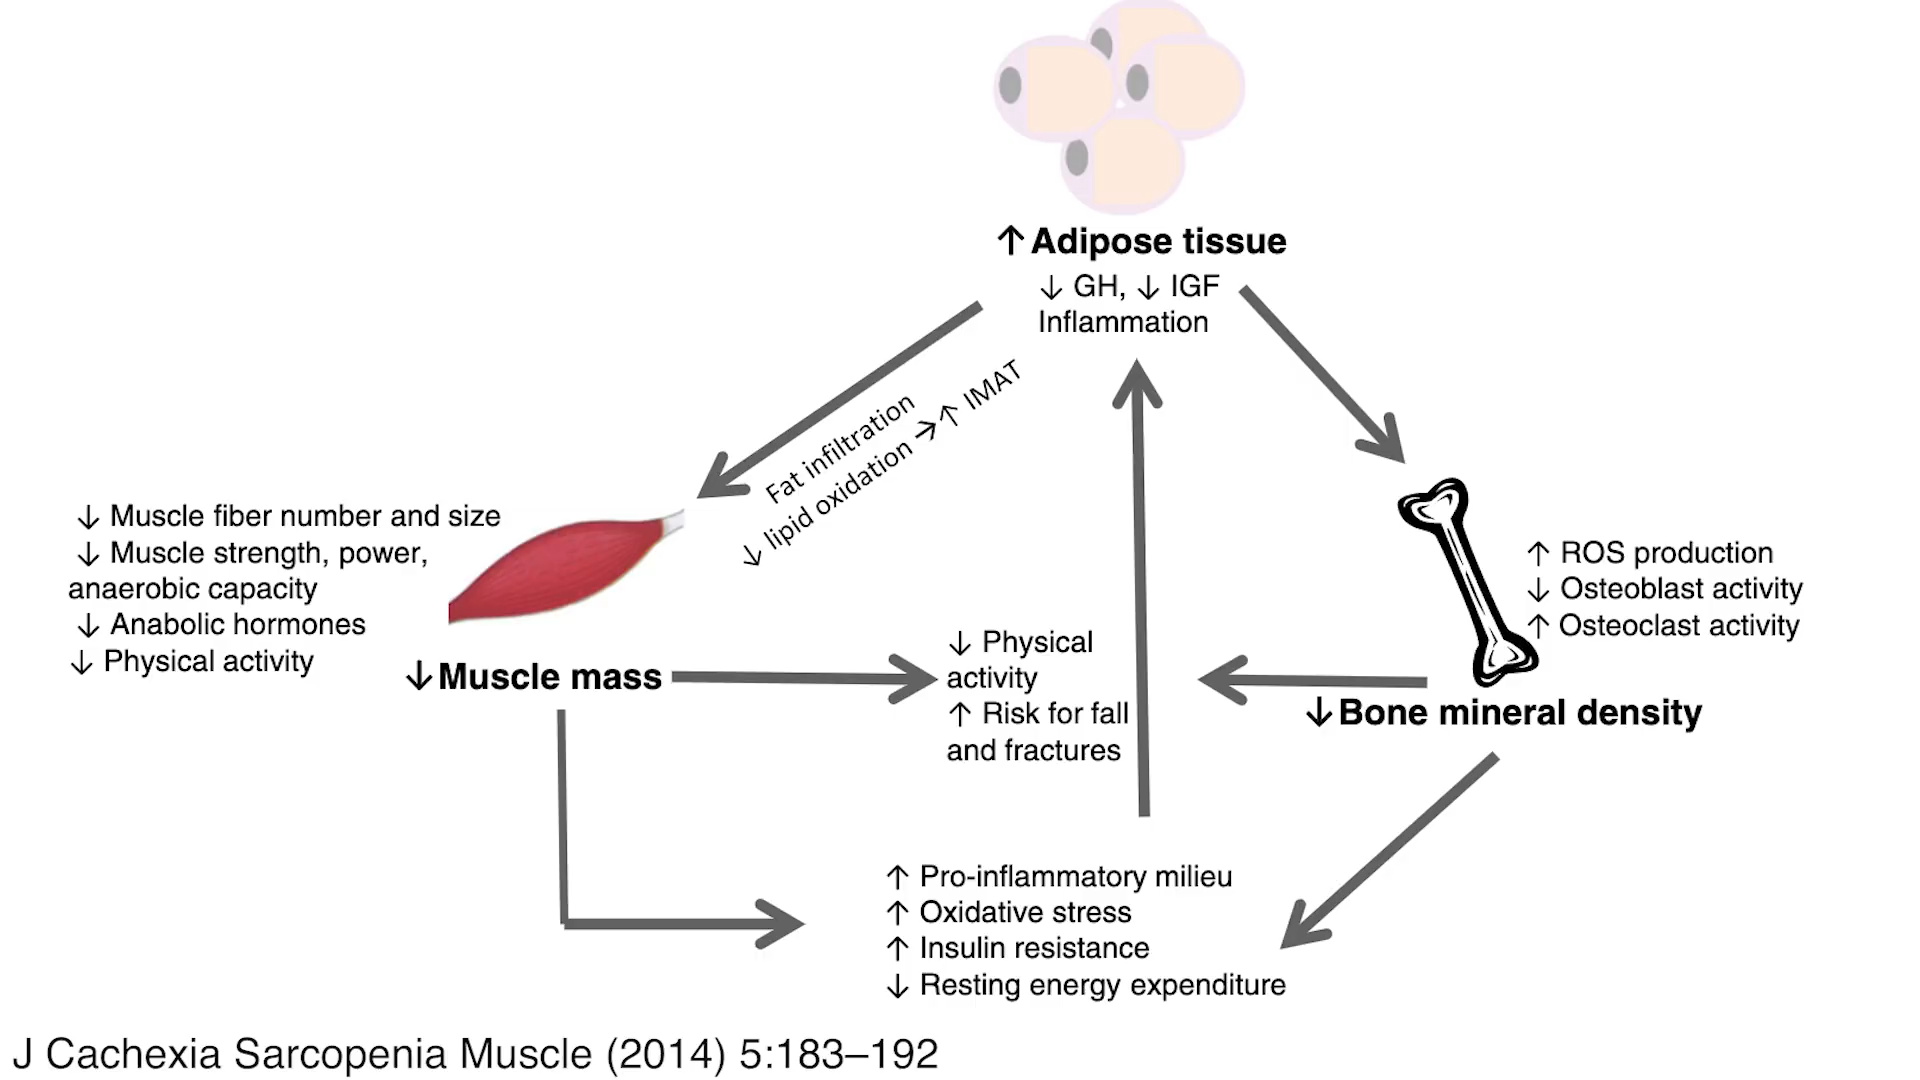 ↑Adipose tissue
↓ GH, ↓ IGF
Inflammation
Fat infiltration
↓ lipid oxidation →↑ IMAT
↓ Muscle fiber number and size
↓ Muscle strength, power,
anaerobic capacity
↓ Anabolic hormones
↓ Physical activity
↓Muscle mass
↓ Physical
activity
↑ Risk for fall
and fractures
↑ ROS production
↓ Osteoblast activity
↑ Osteoclast activity
↓Bone mineral density
↑ Pro-inflammatory milieu
↑ Oxidative stress
↑ Insulin resistance
↓ Resting energy expenditure
J Cachexia Sarcopenia Muscle (2014) 5:183–192